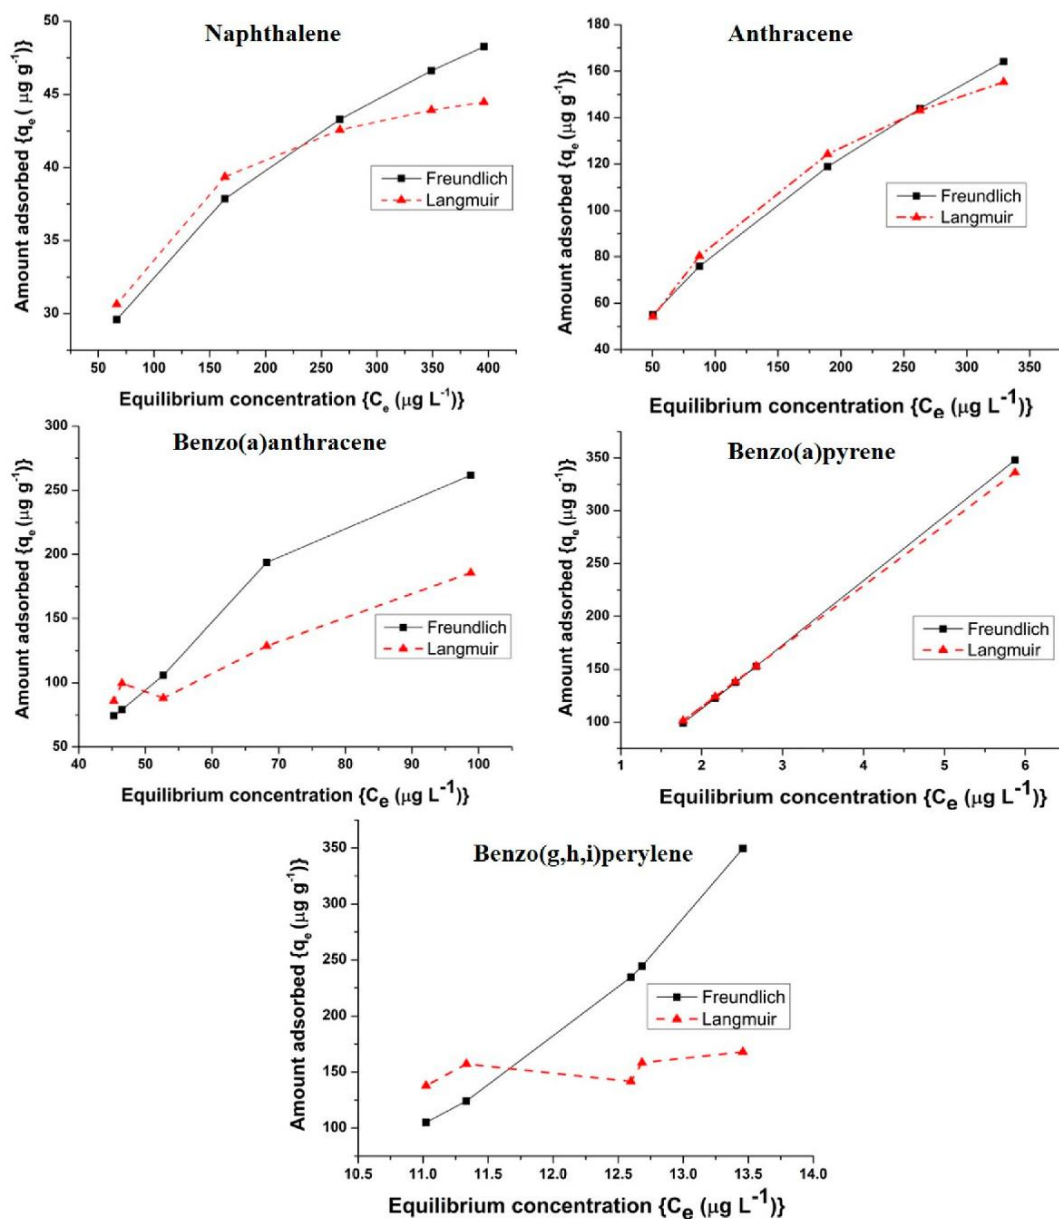 Naphthalene
50
45
40
35
30
Amount adsorbed {qe ( μg g-1)}
Freundlich
Langmuir
50 100 150 200 250 300 350 400
Equilibrium concentration {Ce (μg L-1)}
Anthracene
180
160
140
120
100
80
60
40
Amount adsorbed {qe (μg g-1)}
Freundlich
Langmuir
50 100 150 200 250 300 350
Equilibrium concentration {Ce (μg L-1)}
Benzo(a)anthracene
300
250
200
150
100
50
Amount adsorbed {qe (μg g-1)}
Freundlich
Langmuir
40 50 60 70 80 90 100
Equilibrium concentration {Ce (μg L-1)}
Benzo(a)pyrene
350
300
250
200
150
100
Amount adsorbed {qe (μg g-1)}
Freundlich
Langmuir
1 2 3 4 5 6
Equilibrium concentration {Ce (μg L-1)}
Benzo(g,h,i)perylene
350
300
250
200
150
100
Amount adsorbed {qe (μg g-1)}
Freundlich
Langmuir
10.5 11.0 11.5 12.0 12.5 13.0 13.5 14.0
Equilibrium concentration {Ce (μg L-1)}